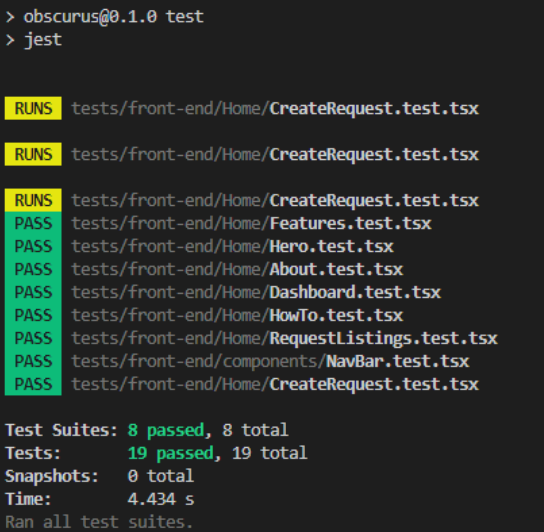 > obscurus@0.1.0 test
> jest
RUNS tests/front-end/Home/CreateRequest.test.tsx
RUNS tests/front-end/Home/CreateRequest.test.tsx
RUNS tests/front-end/Home/CreateRequest.test.tsx
PASS tests/front-end/Home/Features.test.tsx
PASS tests/front-end/Home/Hero.test.tsx
PASS tests/front-end/Home/About.test.tsx
PASS tests/front-end/Home/Dashboard.test.tsx
PASS tests/front-end/Home/HowTo.test.tsx
PASS tests/front-end/Home/RequestListings.test.tsx
PASS tests/front-end/components/NavBar.test.tsx
PASS tests/front-end/Home/CreateRequest.test.tsx
Test Suites: 8 passed, 8 total
Tests: 19 passed, 19 total
Snapshots: 0 total
Time: 4.434 s
Ran all test suites.